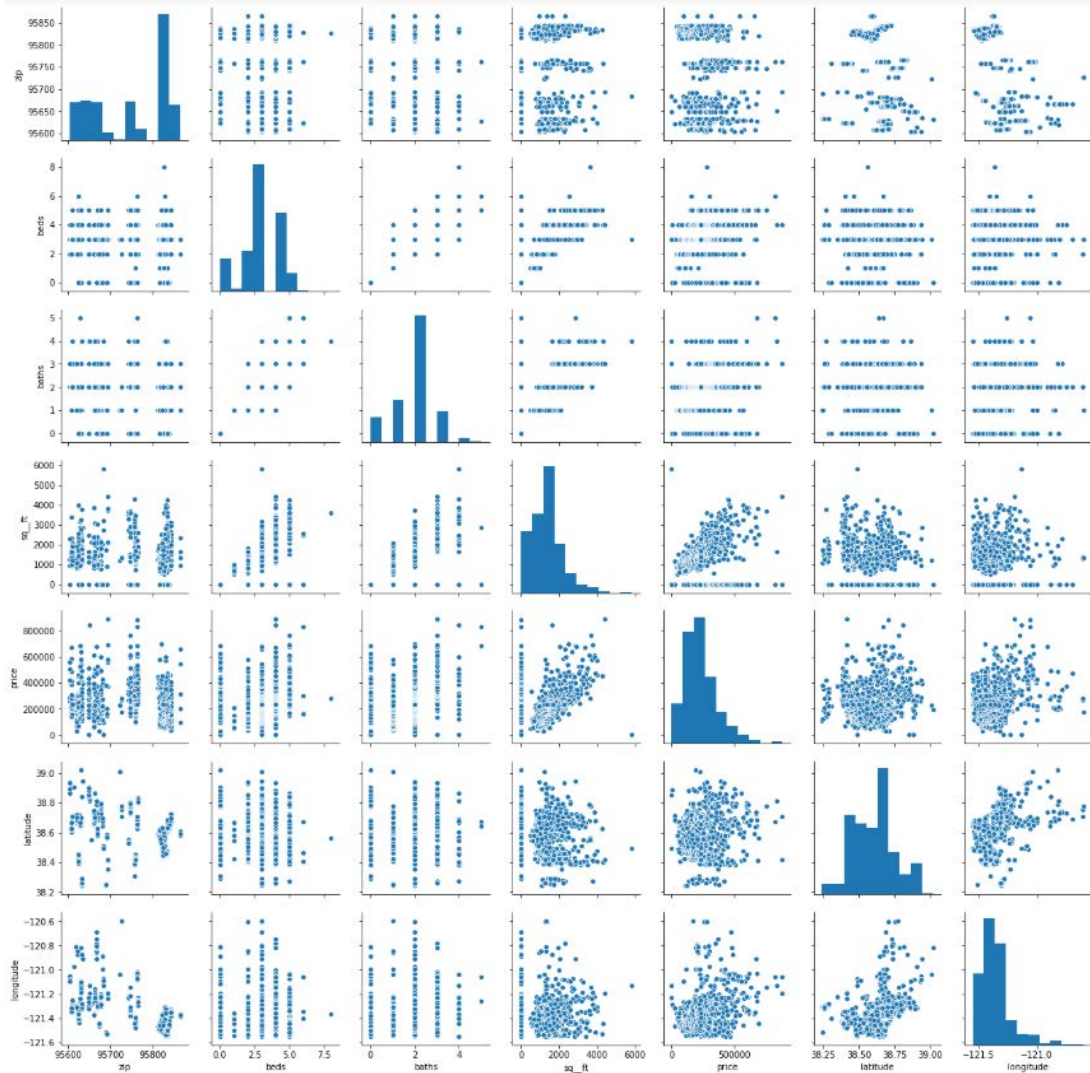 95850
95800
95750
95700
95650
95600
zip
8
6
4
2
0
beds
5
4
3
2
1
0
baths
6000
5000
4000
3000
2000
1000
0
sq__ft
800000
600000
400000
200000
0
price
39.0
38.8
38.6
38.4
38.2
latitude
−120.6
−120.8
−121.0
−121.2
−121.4
−121.6
longitude
95600 95700 95800
zip
0.0 2.5 5.0 7.5
beds
0 2 4
baths
0 2000 4000 6000
sq__ft
0 500000
price
38.25 38.50 38.75 39.00
latitude
−121.5 −121.0
longitude